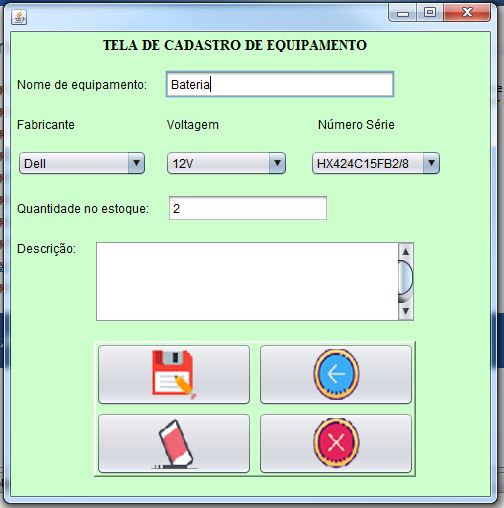 TELA DE CADASTRO DE EQUIPAMENTO
Nome de equipamento: Bateria
Fabricante Voltagem Número Série
Dell 12V HX424C15FB2/8
Quantidade no estoque: 2
Descrição: